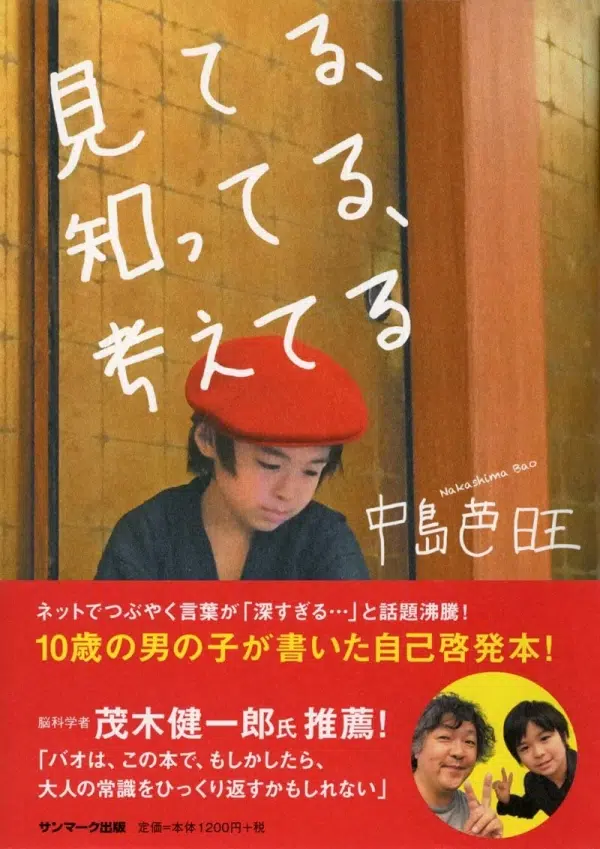 見てる、
知ってる、
考えてる
Nakashima Bao
中島芭旺
ネットでつぶやく言葉が「深すぎる…」と話題沸騰！
10歳の男の子が書いた自己啓発本！
脳科学者 茂木健一郎氏 推薦！
「バオは、この本で、もしかしたら、
大人の常識をひっくり返すかもしれない」
サンマーク出版 定価＝本体1200円＋税